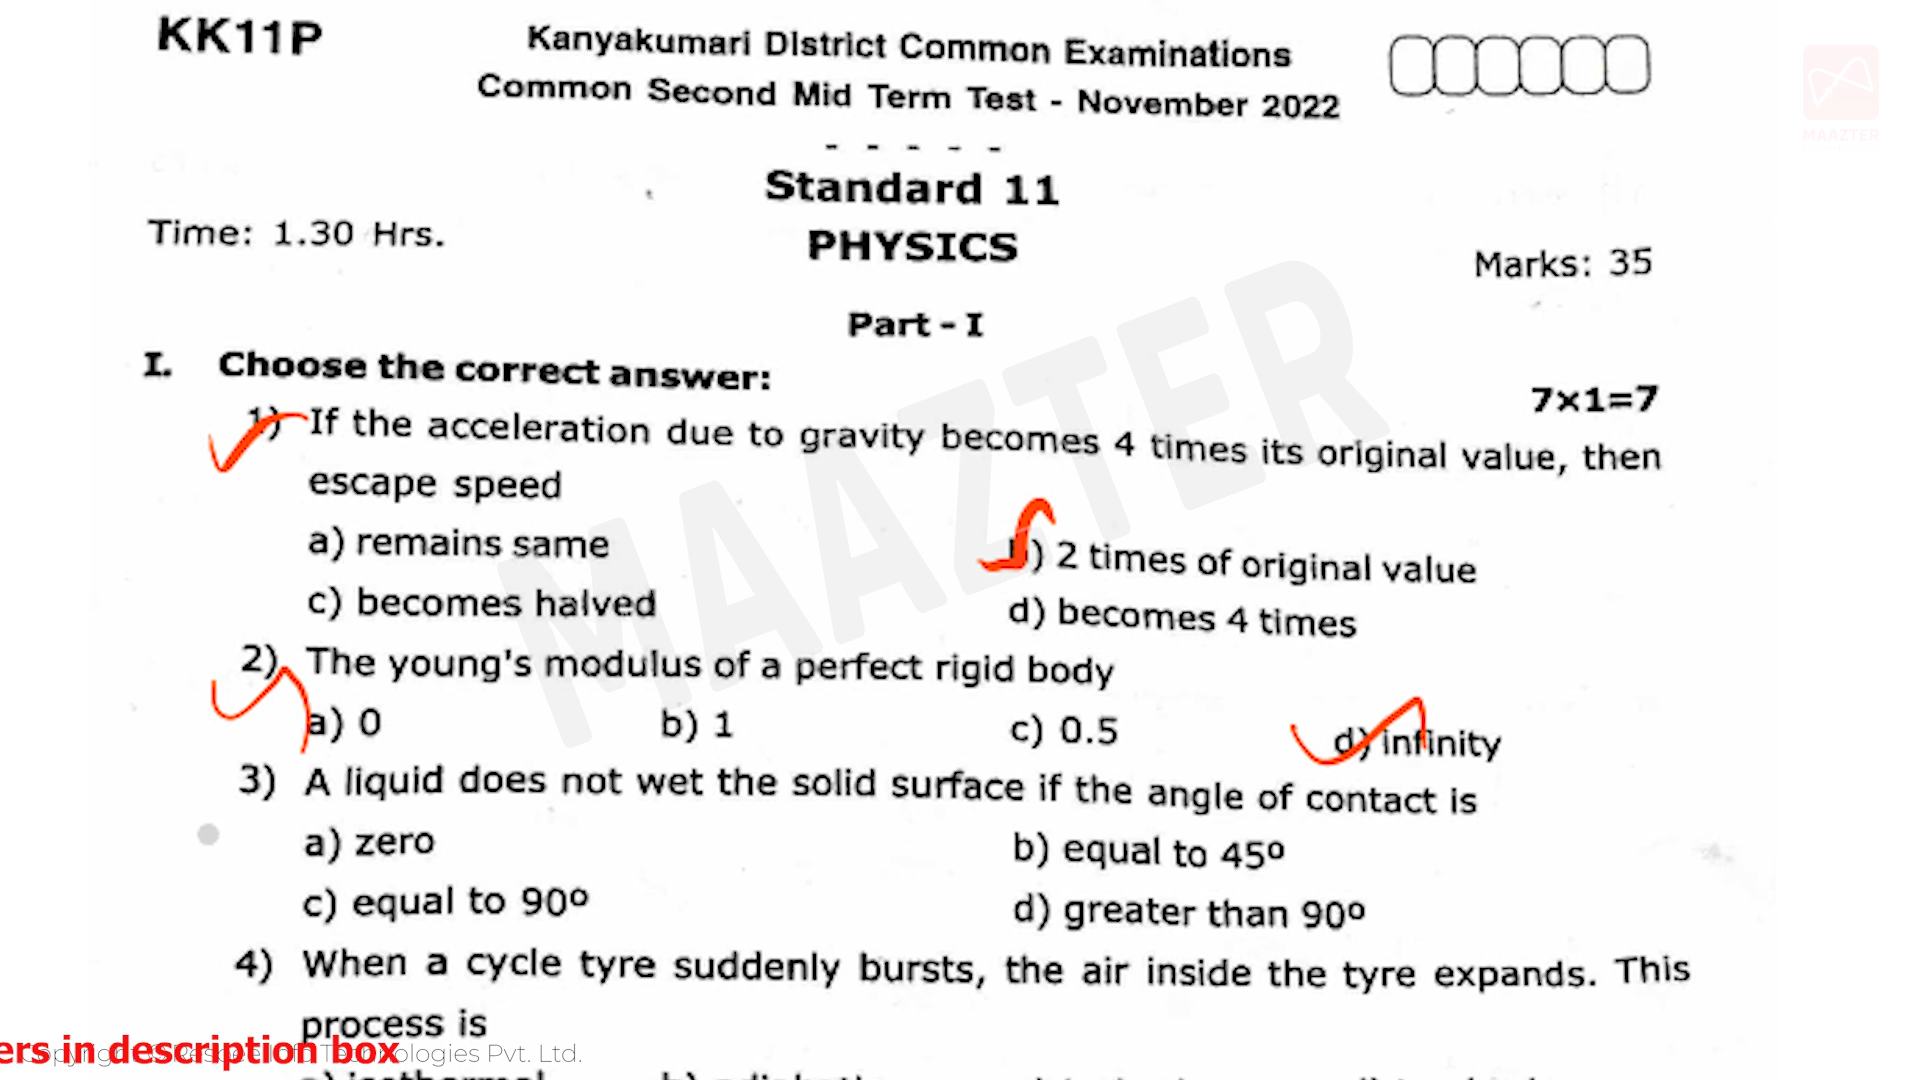 KK11P
Kanyakumari District Common Examinations
Common Second Mid Term Test - November 2022
- - - - -
Standard 11
Time: 1.30 Hrs.
PHYSICS
Marks: 35
Part - I
I. Choose the correct answer:
7×1=7
1) If the acceleration due to gravity becomes 4 times its original value, then
escape speed
a) remains same b) 2 times of original value
c) becomes halved d) becomes 4 times
2) The young's modulus of a perfect rigid body
a) 0 b) 1 c) 0.5 d) infinity
3) A liquid does not wet the solid surface if the angle of contact is
a) zero b) equal to 45º
c) equal to 90º d) greater than 90º
4) When a cycle tyre suddenly bursts, the air inside the tyre expands. This
process is
ers in description box
Technologies Pvt. Ltd.
MAAZTER
MAAZTER